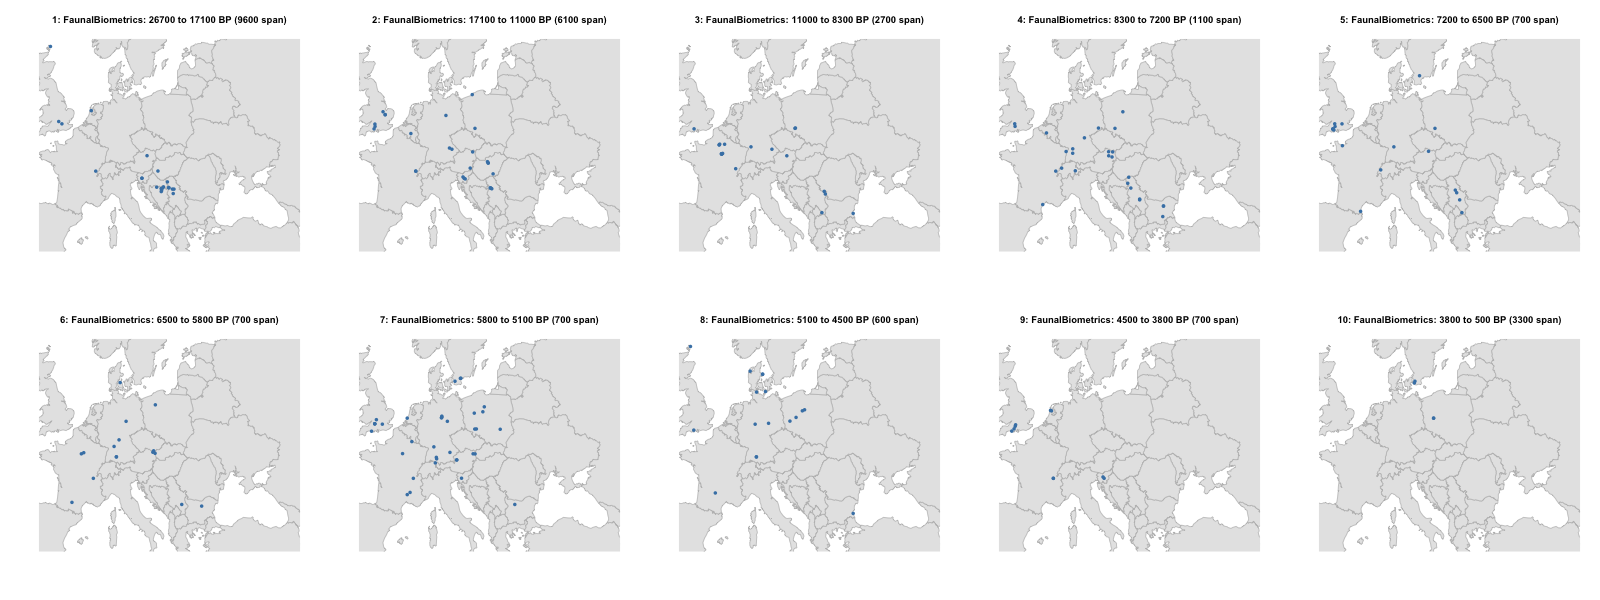 1: FaunalBiometrics: 26700 to 17100 BP (9600 span)
2: FaunalBiometrics: 17100 to 11000 BP (6100 span)
3: FaunalBiometrics: 11000 to 8300 BP (2700 span)
4: FaunalBiometrics: 8300 to 7200 BP (1100 span)
5: FaunalBiometrics: 7200 to 6500 BP (700 span)
6: FaunalBiometrics: 6500 to 5800 BP (700 span)
7: FaunalBiometrics: 5800 to 5100 BP (700 span)
8: FaunalBiometrics: 5100 to 4500 BP (600 span)
9: FaunalBiometrics: 4500 to 3800 BP (700 span)
10: FaunalBiometrics: 3800 to 500 BP (3300 span)